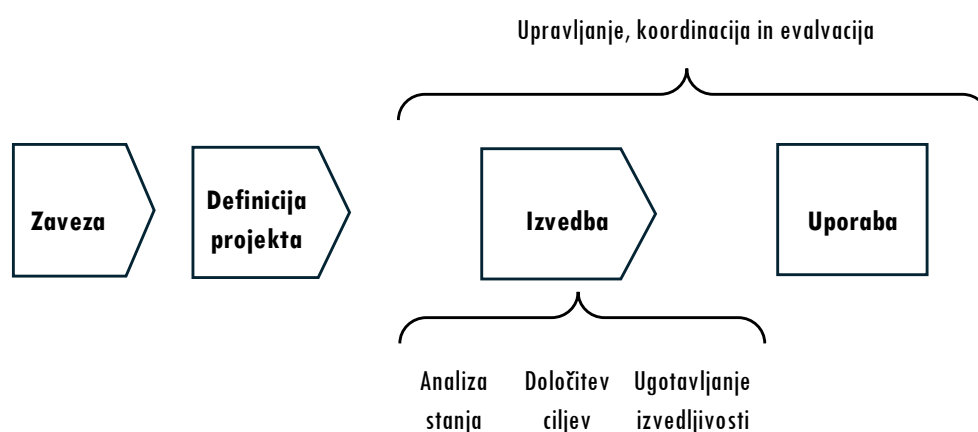 Upravljanje, koordinacija in evalvacija
Zaveza
Definicija
projekta
Izvedba
Uporaba
Analiza
stanja
Določitev
ciljev
Ugotavljanje
izvedljivosti